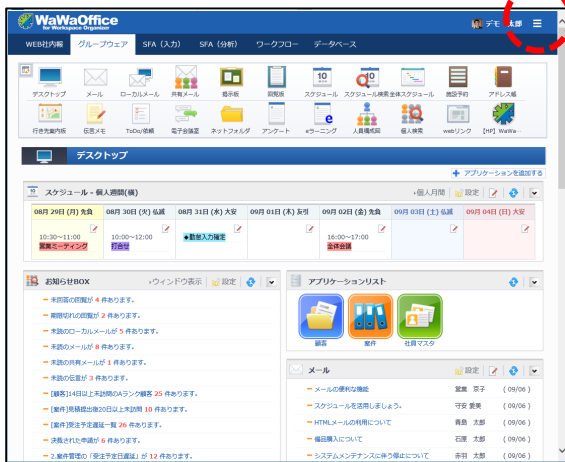 WaWaOffice
for Workspace Organizer
デモ 太郎
WEB社内報 グループウェア SFA（入力） SFA（分析） ワークフロー データベース
デスクトップ メール ローカルメール 共有メール 掲示板 回覧板 スケジュール スケジュール検索 全体スケジュール 施設予約 アドレス帳
行き先案内板 伝言メモ ToDo/依頼 電子会議室 ネットフォルダ アンケート eラーニング 人員構成図 個人検索 webリンク [HP] WaWa…
デスクトップ
アプリケーションを追加する
スケジュール - 個人週間(横) 個人月間 設定
08月 29日 (月) 先負 08月 30日 (火) 仏滅 08月 31日 (水) 大安 09月 01日 (木) 友引 09月 02日 (金) 先負 09月 03日 (土) 仏滅 09月 04日 (日) 大安
10:30～11:00 10:00～12:00 ◆勤怠入力確定 16:00～17:00
営業ミーティング 打合せ 全体会議
お知らせBOX ウィンドウ表示 設定
未回答の回覧が 4 件あります。
期限切れの回覧が 2 件あります。
未読のローカルメールが 5 件あります。
未読のメールが 8 件あります。
未読の共有メールが 1 件あります。
未読の伝言が 3 件あります。
[顧客]14日以上未訪問のAランク顧客 25 件あります。
[案件]見積提出後20日以上未訪問 10 件あります。
[案件]受注予定遅延一覧 26 件あります。
決裁された申請が 6 件あります。
2.案件管理の「受注予定日遅延」が 12 件あります。
アプリケーションリスト
顧客 案件 社員マスタ
メール 設定
メールの便利な機能 営業 京子 ( 09/06 )
スケジュールを活用しましょう。 守安 愛美 ( 09/06 )
HTMLメールの利用について 青島 太郎 ( 09/06 )
備品購入について 石原 太郎 ( 09/06 )
システムメンテナンスに伴う停止について 赤羽 太郎 ( 09/06 )